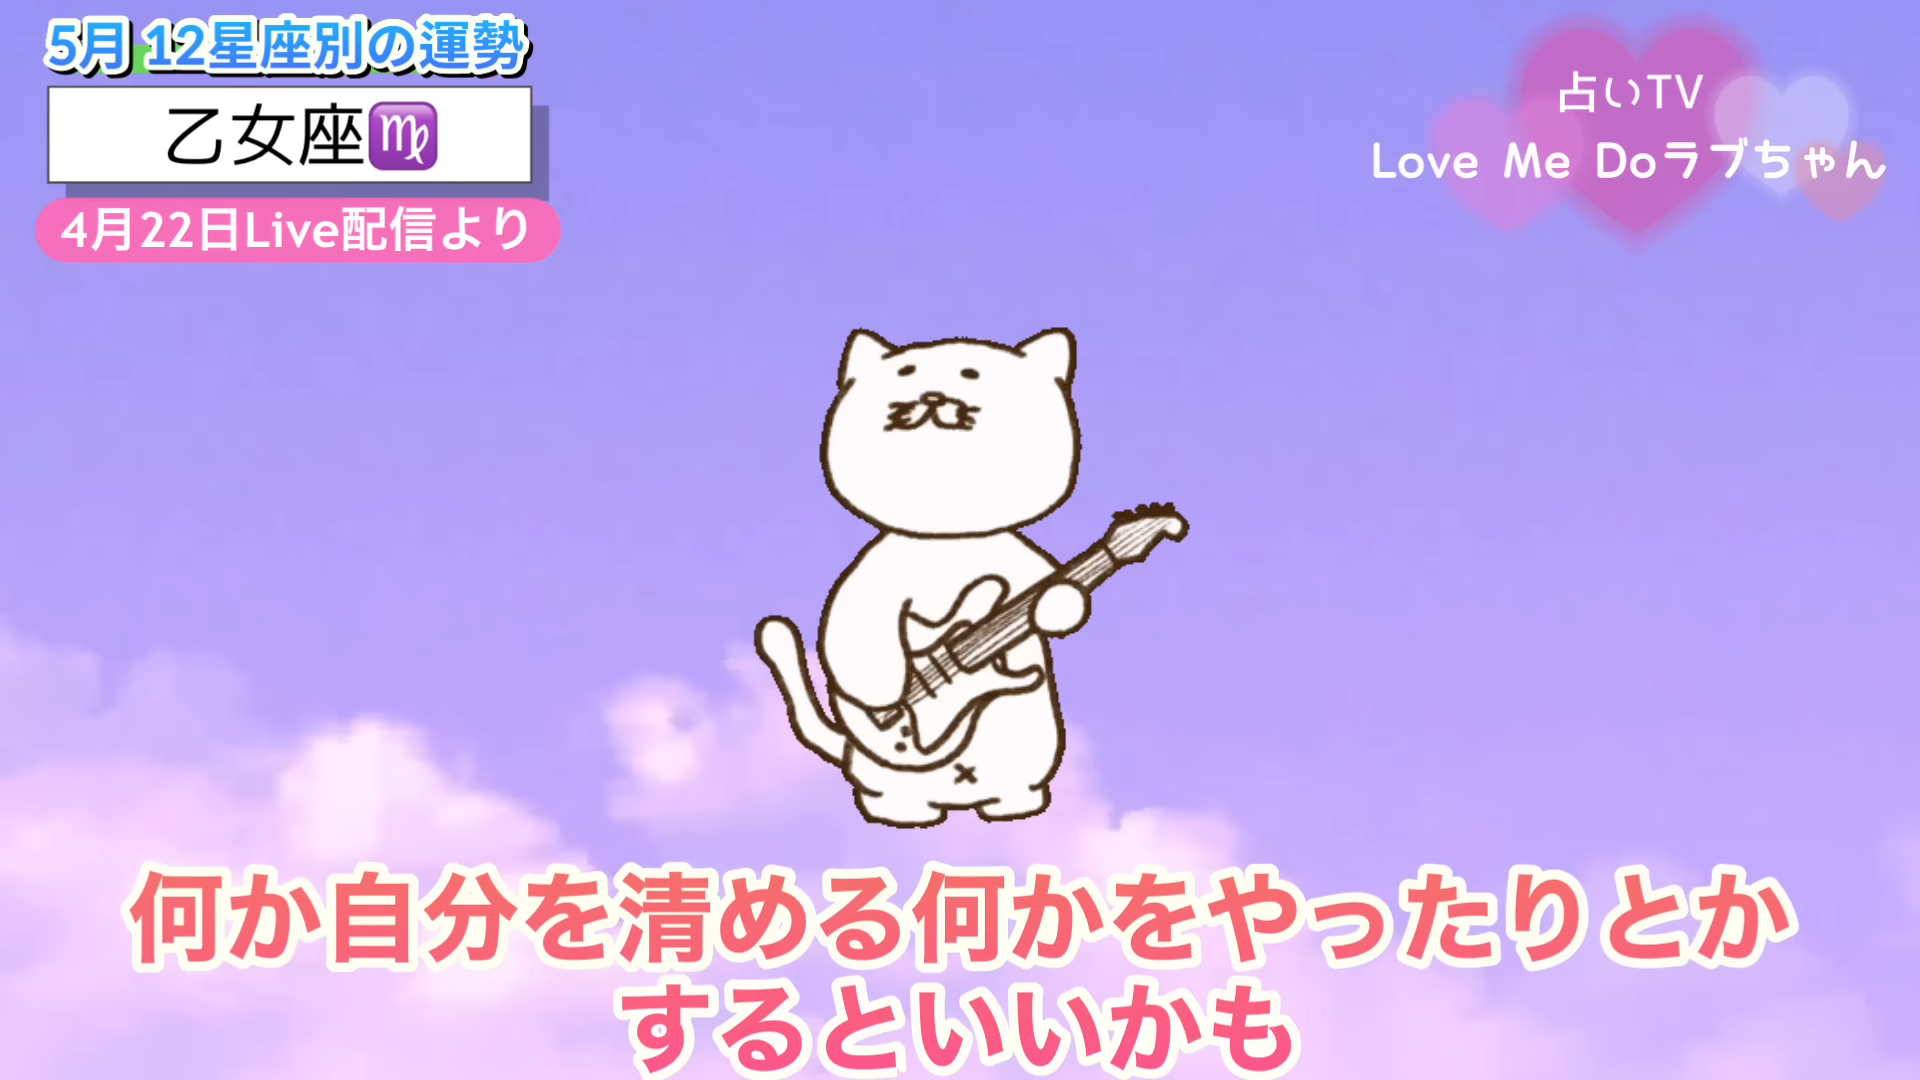 5月 12星座別の運勢
乙女座♍
4月22日Live配信より
占いTV
Love Me Doラブちゃん
何か自分を清める何かをやったりとか
するといいかも